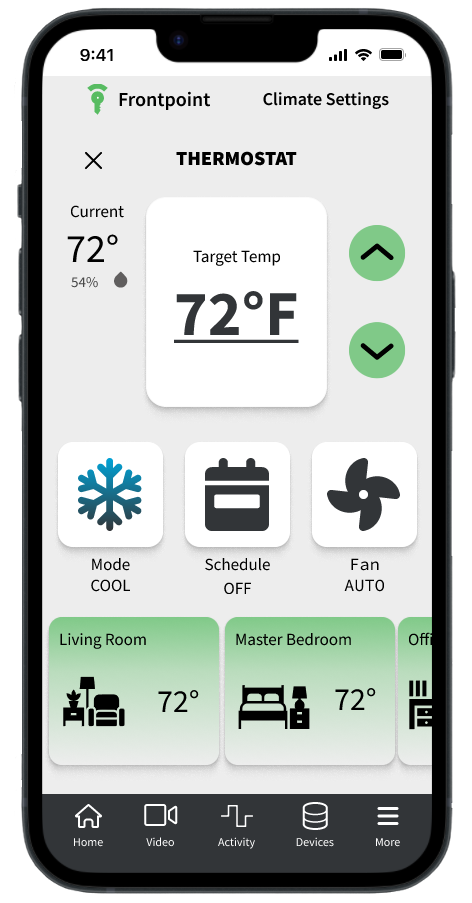 9:41
Frontpoint
Climate Settings
THERMOSTAT
Current
72°
54%
Target Temp
72°F
Mode
COOL
Schedule
OFF
Fan
AUTO
Living Room
72°
Master Bedroom
72°
Offi
Home
Video
Activity
Devices
More